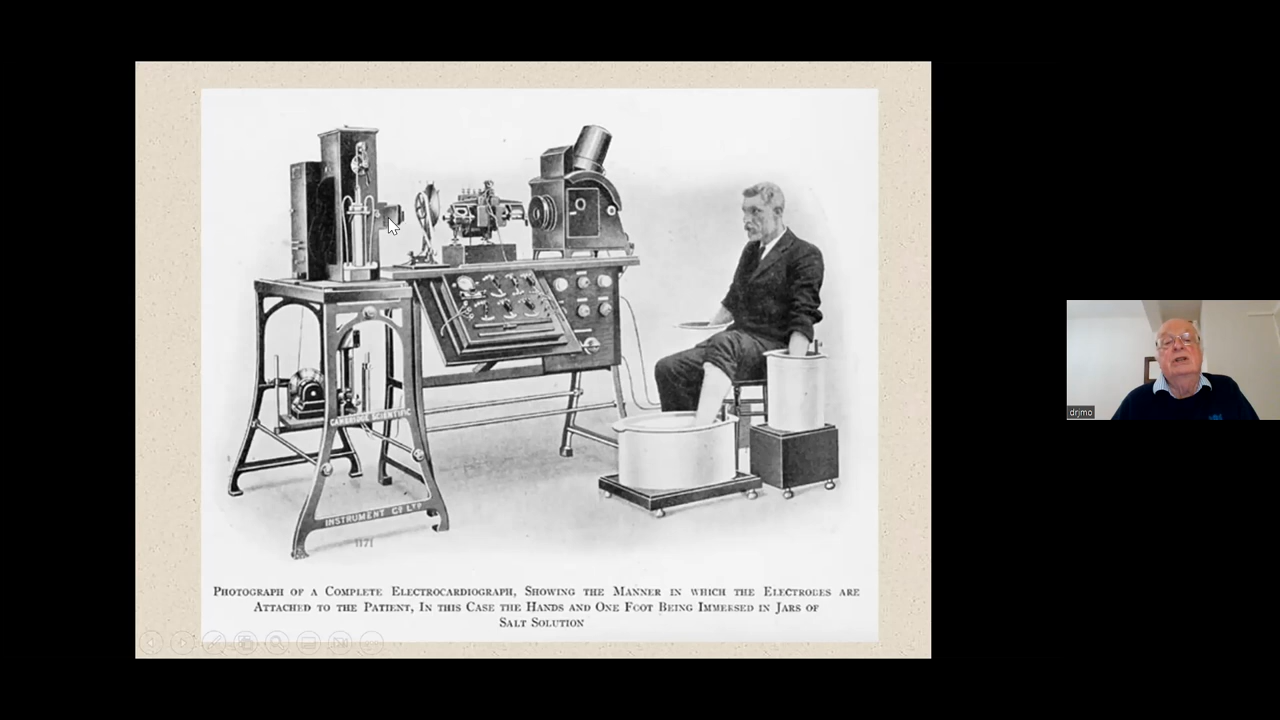 CAMBRIDGE SCIENTIFIC
INSTRUMENT Co LTD
1171
PHOTOGRAPH OF A COMPLETE ELECTROCARDIOGRAPH, SHOWING THE MANNER IN WHICH THE ELECTRODES ARE
ATTACHED TO THE PATIENT, IN THIS CASE THE HANDS AND ONE FOOT BEING IMMERSED IN JARS OF
SALT SOLUTION
drjmo